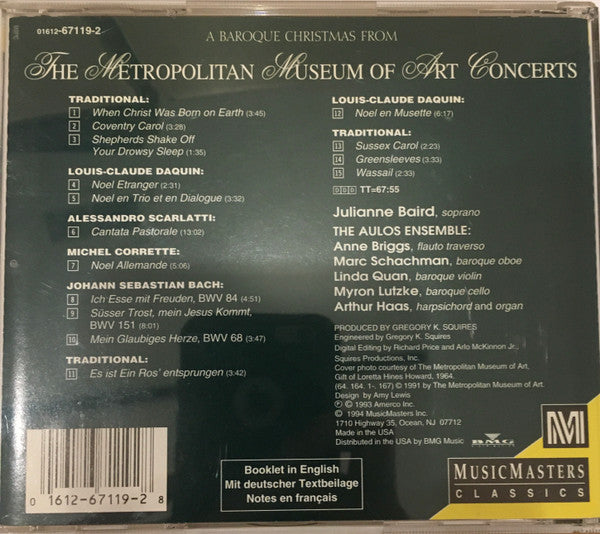 01612-67119-2
A BAROQUE CHRISTMAS FROM
THE METROPOLITAN MUSEUM OF ART CONCERTS
TRADITIONAL:
1 When Christ Was Born on Earth (3:45)
2 Coventry Carol (3:28)
3 Shepherds Shake Off
Your Drowsy Sleep (1:35)
LOUIS-CLAUDE DAQUIN:
4 Noel Etranger (2:31)
5 Noel en Trio et en Dialogue (3:32)
ALESSANDRO SCARLATTI:
6 Cantata Pastorale (13:02)
MICHEL CORRETTE:
7 Noel Allemande (5:06)
JOHANN SEBASTIAN BACH:
8 Ich Esse mit Freuden, BWV 84 (4:51)
9 Süsser Trost, mein Jesus Kommt,
BWV 151 (8:01)
10 Mein Glaubiges Herze, BWV 68 (3:47)
TRADITIONAL:
11 Es ist Ein Ros' entsprungen (3:42)
LOUIS-CLAUDE DAQUIN:
12 Noel en Musette (6:17)
TRADITIONAL:
13 Sussex Carol (2:23)
14 Greensleeves (3:33)
15 Wassail (2:33)
DDD TT=67:55
Julianne Baird, soprano
THE AULOS ENSEMBLE:
Anne Briggs, flauto traverso
Marc Schachman, baroque oboe
Linda Quan, baroque violin
Myron Lutzke, baroque cello
Arthur Haas, harpsichord and organ
PRODUCED BY GREGORY K. SQUIRES
Engineered by Gregory K. Squires
Digital Editing by Richard Price and Arlo McKinnon Jr.,
Squires Productions, Inc.
Cover photo courtesy of The Metropolitan Museum of Art,
Gift of Loretta Hines Howard, 1964.
(64. 164. 1-. 167) © 1991 by The Metropolitan Museum of Art.
Design by Amy Lewis
℗ © 1993 Amerco Inc.
© 1994 MusicMasters Inc.
1710 Highway 35, Ocean, NJ 07712
Made in the USA
Distributed in the USA by BMG Music
BMG
M
MUSICMASTERS
CLASSICS
Booklet in English
Mit deutscher Textbeilage
Notes en français
0 1612-67119-2 8